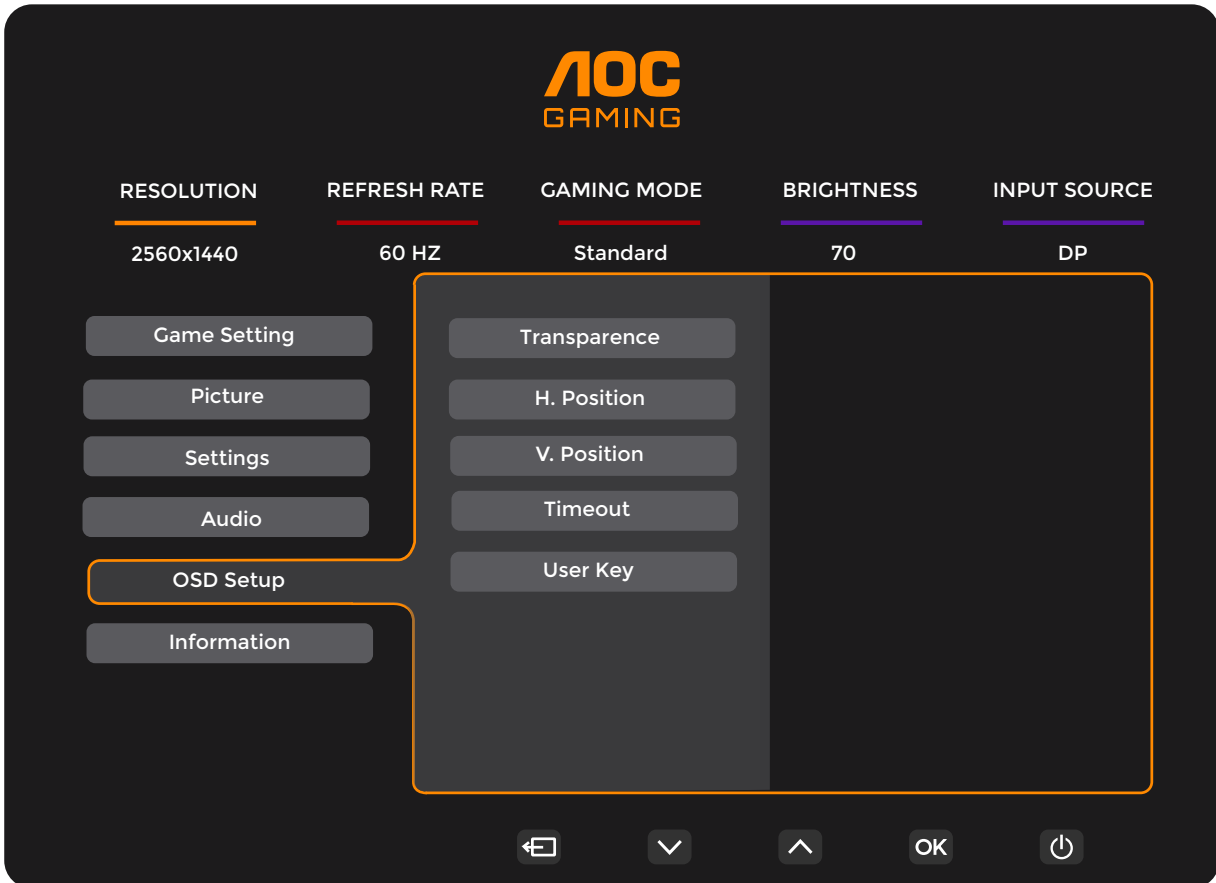 AOC
GAMING
RESOLUTION REFRESH RATE GAMING MODE BRIGHTNESS INPUT SOURCE
2560x1440 60 HZ Standard 70 DP
Game Setting
Picture
Settings
Audio
OSD Setup
Information
Transparence
H. Position
V. Position
Timeout
User Key
OK